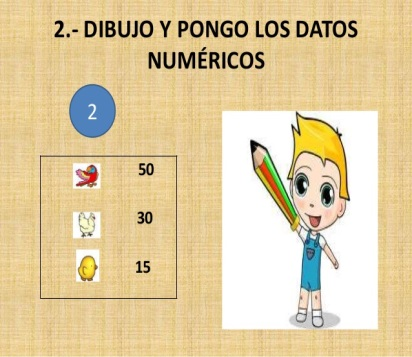 2.- DIBUJO Y PONGO LOS DATOS
NUMÉRICOS
2
50
30
15